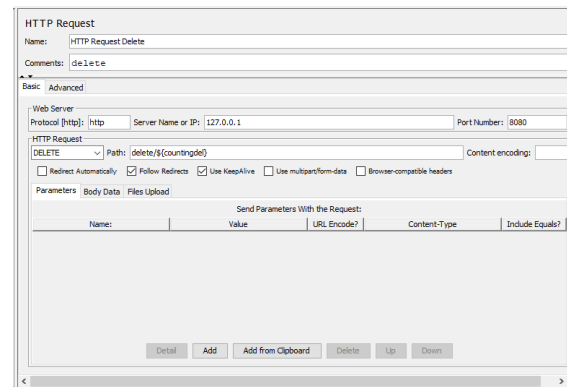 HTTP Request
Name: HTTP Request Delete
Comments: delete
Basic Advanced
Web Server
Protocol [http]: http Server Name or IP: 127.0.0.1 Port Number: 8080
HTTP Request
DELETE Path: delete/${countingdel} Content encoding:
Redirect Automatically Follow Redirects Use KeepAlive Use multipart/form-data Browser-compatible headers
Parameters Body Data Files Upload
Send Parameters With the Request:
Name: Value URL Encode? Content-Type Include Equals?
Detail Add Add from Clipboard Delete Up Down